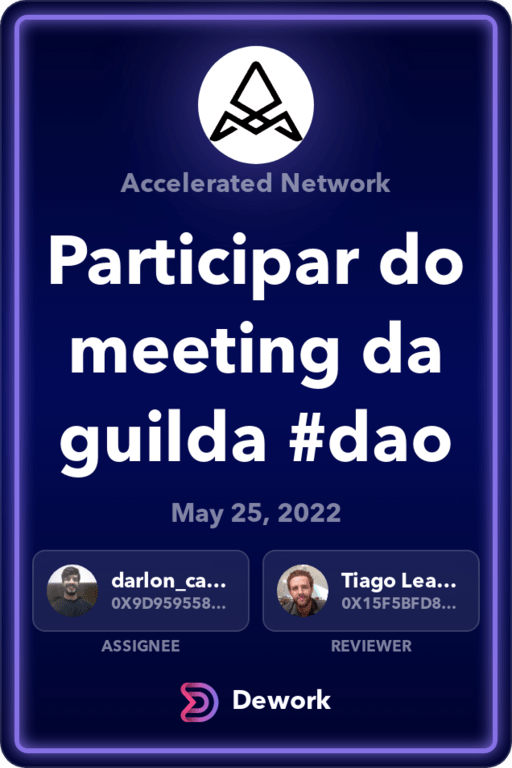 Accelerated Network
Participar do
meeting da
guilda #dao
May 25, 2022
darlon_ca...
0X9D959558...
ASSIGNEE
Tiago Lea...
0X15F5BFD8...
REVIEWER
Dework